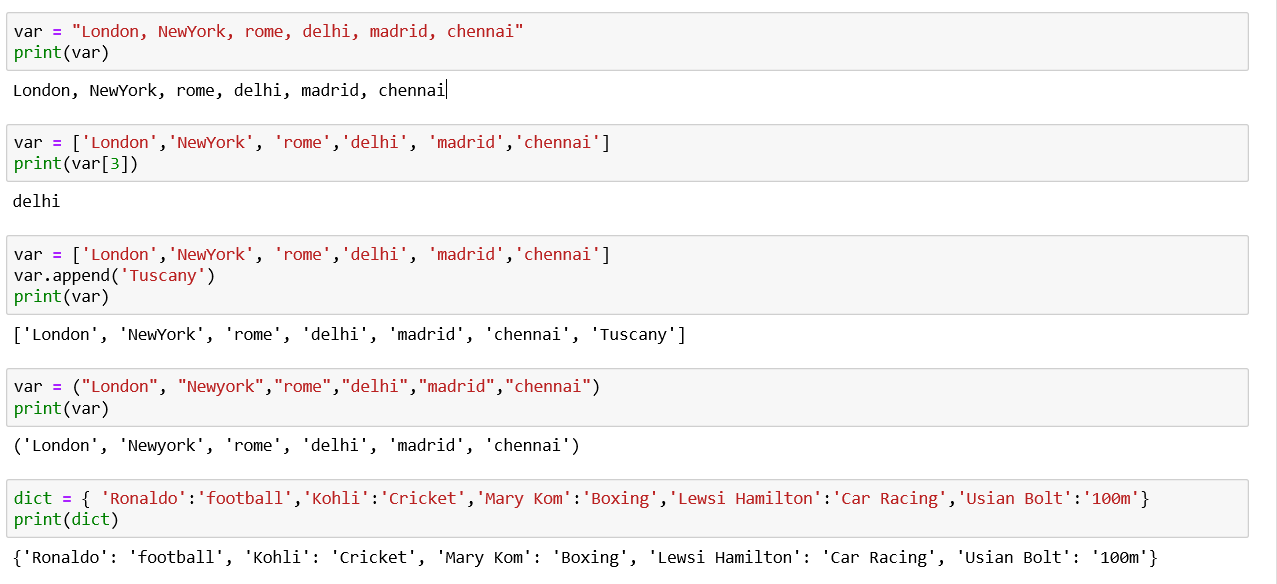 var = "London, NewYork, rome, delhi, madrid, chennai"
print(var)
London, NewYork, rome, delhi, madrid, chennai
var = ['London','NewYork', 'rome','delhi', 'madrid','chennai']
print(var[3])
delhi
var = ['London','NewYork', 'rome','delhi', 'madrid','chennai']
var.append('Tuscany')
print(var)
['London', 'NewYork', 'rome', 'delhi', 'madrid', 'chennai', 'Tuscany']
var = ("London", "Newyork","rome","delhi","madrid","chennai")
print(var)
('London', 'Newyork', 'rome', 'delhi', 'madrid', 'chennai')
dict = { 'Ronaldo':'football','Kohli':'Cricket','Mary Kom':'Boxing','Lewsi Hamilton':'Car Racing','Usian Bolt':'100m'}
print(dict)
{'Ronaldo': 'football', 'Kohli': 'Cricket', 'Mary Kom': 'Boxing', 'Lewsi Hamilton': 'Car Racing', 'Usian Bolt': '100m'}